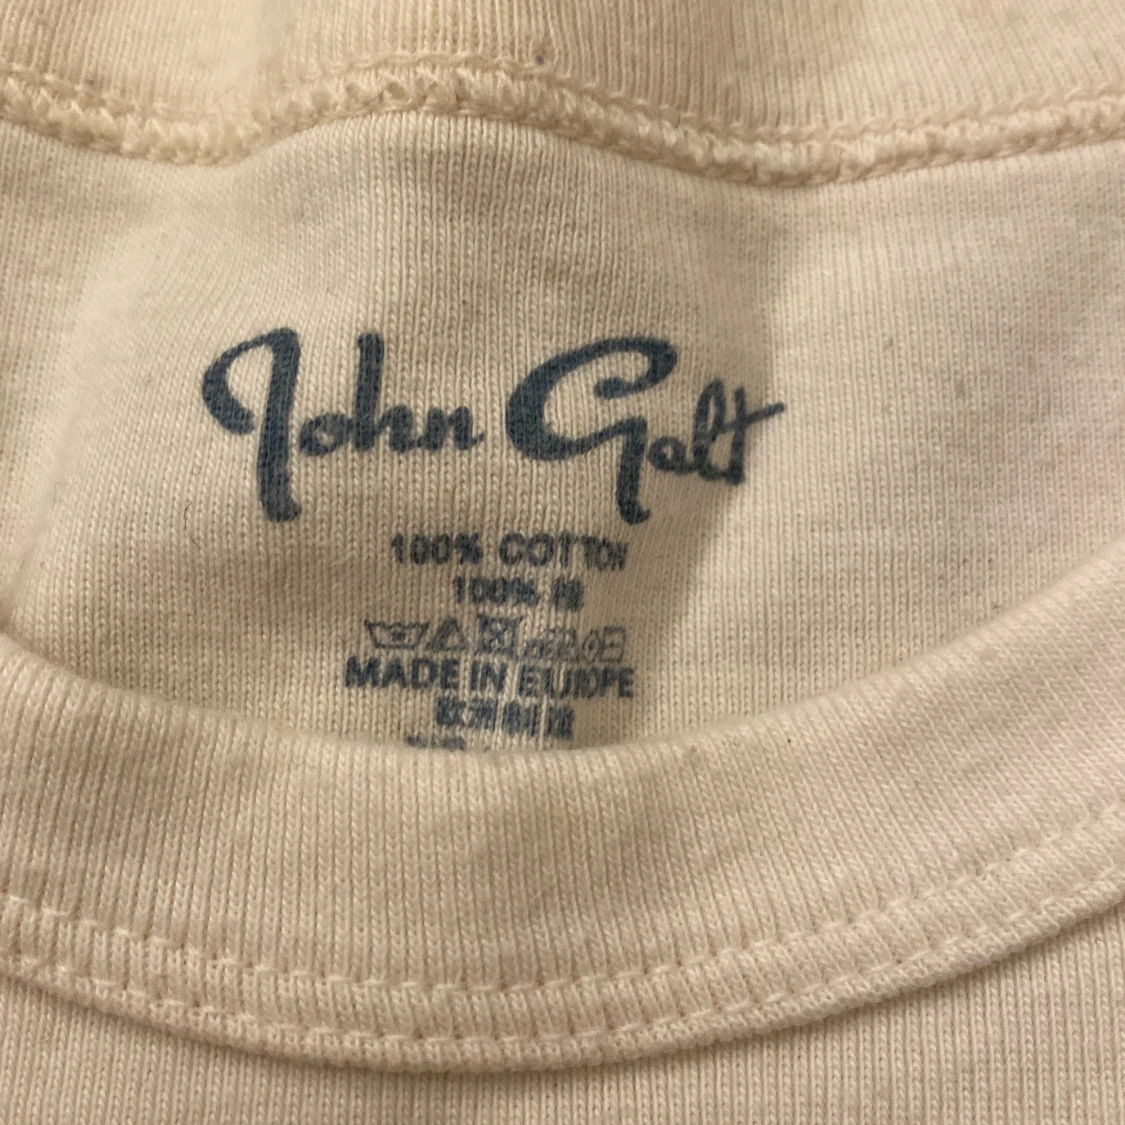 John Galt
100% COTTON
100% 棉
MADE IN EUROPE
欧洲制造